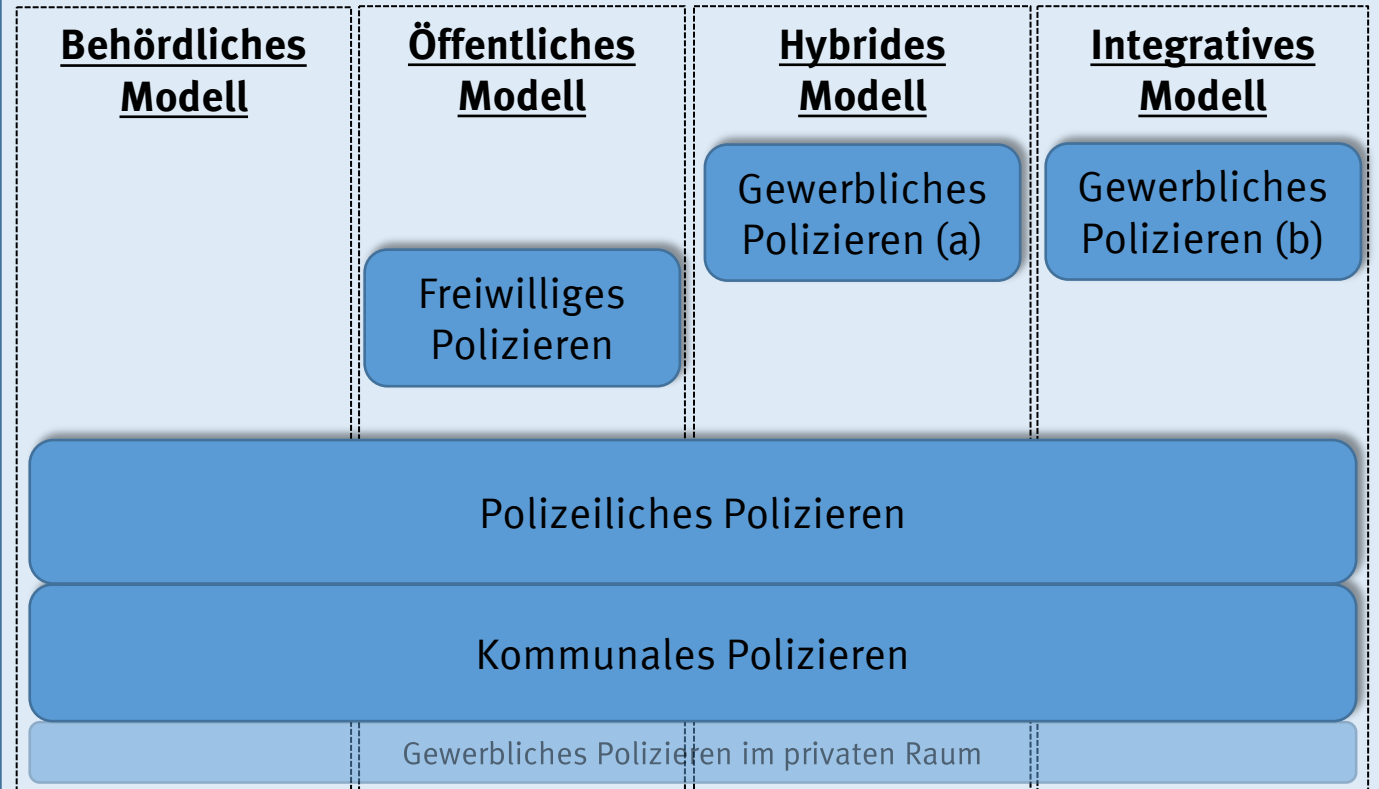 Behördliches
Modell
Öffentliches
Modell
Hybrides
Modell
Integratives
Modell
Gewerbliches
Polizieren (a)
Gewerbliches
Polizieren (b)
Freiwilliges
Polizieren
Polizeiliches Polizieren
Kommunales Polizieren
Gewerbliches Polizieren im privaten Raum